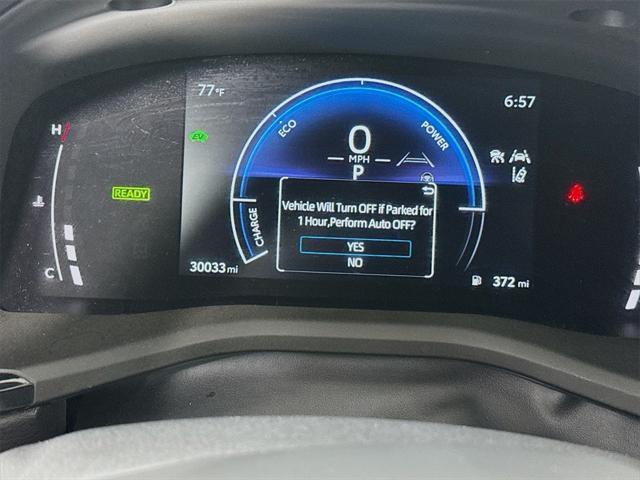 77°F
6:57
H
EV
ECO
POWER
0
MPH
P
READY
CHARGE
Vehicle Will Turn OFF if Parked for
1 Hour,Perform Auto OFF?
YES
NO
C
30033 mi
372 mi